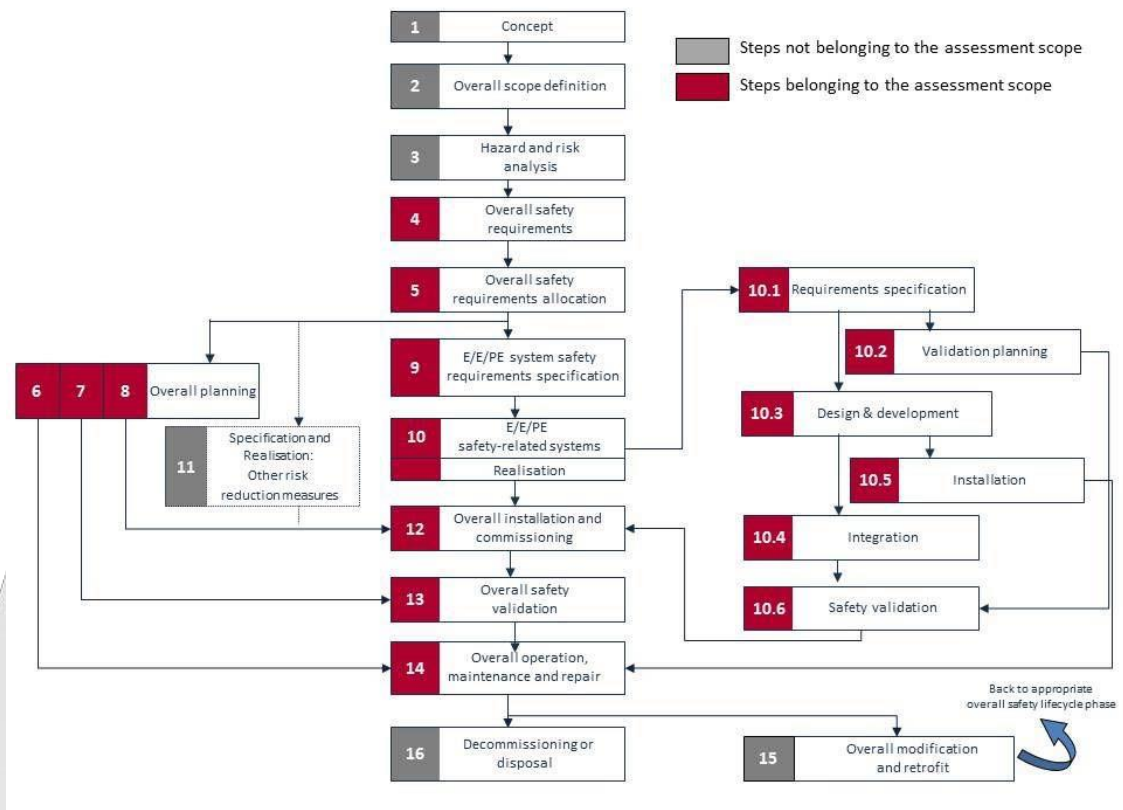 1
Concept
Steps not belonging to the assessment scope
2
Overall scope definition
Steps belonging to the assessment scope
3
Hazard and risk
analysis
4
Overall safety
requirements
5
Overall safety
requirements allocation
10.1
Requirements specification
10.2
Validation planning
9
E/E/PE system safety
requirements specification
6 7 8 Overall planning
10.3
Design & development
10
E/E/PE
safety-related systems
Realisation
11
Specification and
Realisation:
Other risk
reduction measures
10.5
Installation
12
Overall installation and
commissioning
10.4
Integration
13
Overall safety
validation
10.6
Safety validation
14
Overall operation,
maintenance and repair
Back to appropriate
overall safety lifecycle phase
16
Decommissioning or
disposal
15
Overall modification
and retrofit